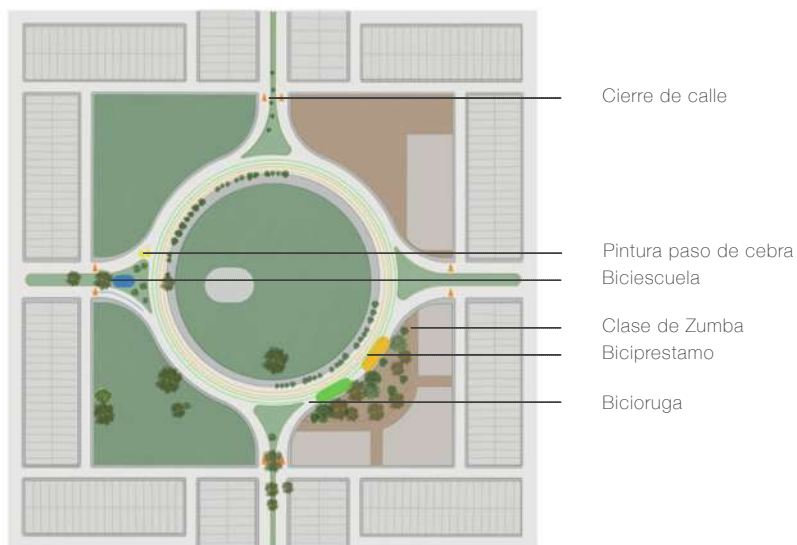 Cierre de calle
Pintura paso de cebra
Biciescuela
Clase de Zumba
Biciprestamo
Bicioruga